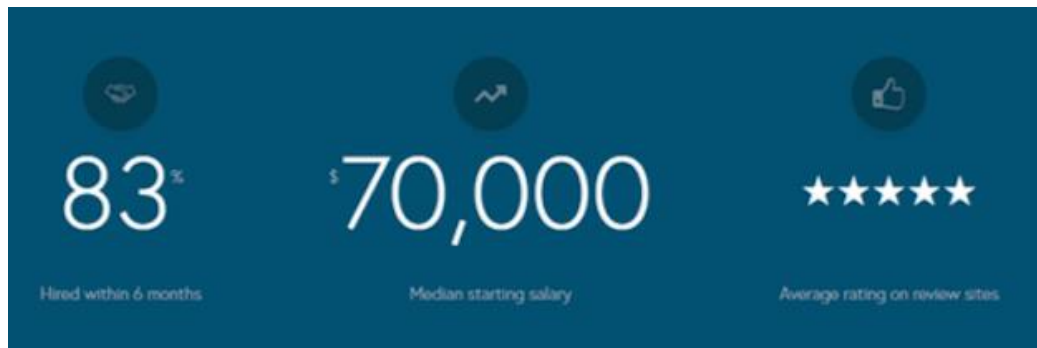 83%
Hired within 6 months
$70,000
Median starting salary
★★★★★
Average rating on review sites